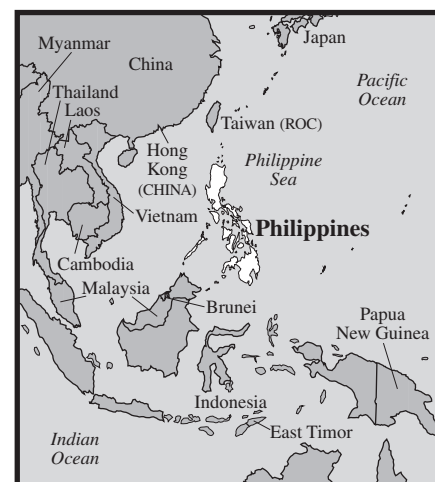 Myanmar
Japan
China
Pacific
Ocean
Thailand
Laos
Taiwan (ROC)
Hong
Kong
(CHINA)
Philippine
Sea
Vietnam
Philippines
Cambodia
Malaysia
Brunei
Papua
New Guinea
Indonesia
East Timor
Indian
Ocean